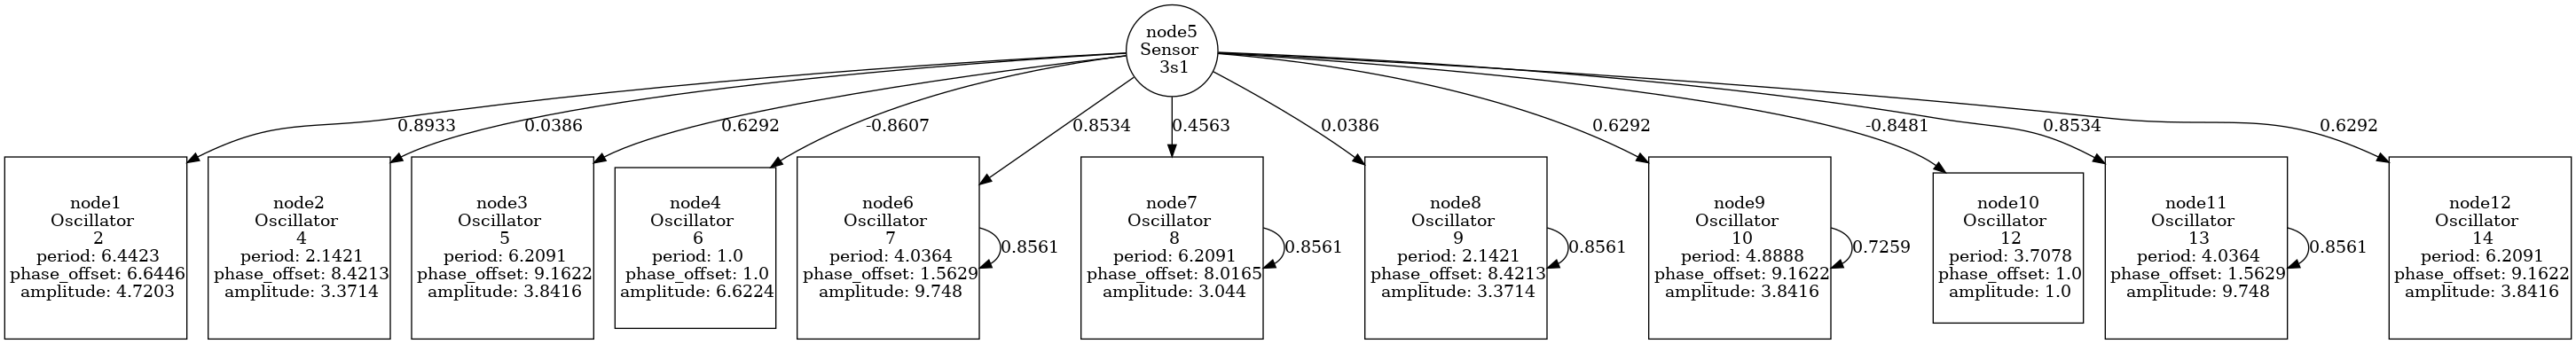 node5
Sensor
3s1
0.8933
0.0386
0.6292
-0.8607
0.8534
0.4563
0.0386
0.6292
-0.8481
0.8534
0.6292
node1
Oscillator
2
period: 6.4423
phase_offset: 6.6446
amplitude: 4.7203
node2
Oscillator
4
period: 2.1421
phase_offset: 8.4213
amplitude: 3.3714
node3
Oscillator
5
period: 6.2091
phase_offset: 9.1622
amplitude: 3.8416
node4
Oscillator
6
period: 1.0
phase_offset: 1.0
amplitude: 6.6224
node6
Oscillator
7
period: 4.0364
phase_offset: 1.5629
amplitude: 9.748
0.8561
node7
Oscillator
8
period: 6.2091
phase_offset: 8.0165
amplitude: 3.044
0.8561
node8
Oscillator
9
period: 2.1421
phase_offset: 8.4213
amplitude: 3.3714
0.8561
node9
Oscillator
10
period: 4.8888
phase_offset: 9.1622
amplitude: 3.8416
0.7259
node10
Oscillator
12
period: 3.7078
phase_offset: 1.0
amplitude: 1.0
node11
Oscillator
13
period: 4.0364
phase_offset: 1.5629
amplitude: 9.748
0.8561
node12
Oscillator
14
period: 6.2091
phase_offset: 9.1622
amplitude: 3.8416